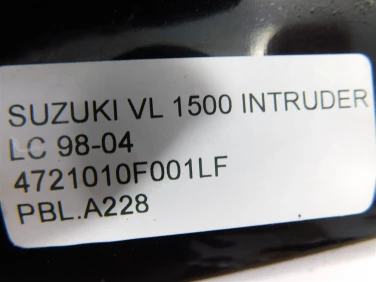 SUZUKI VL 1500 INTRUDER
LC 98-04
4721010F001LF
PBL.A228